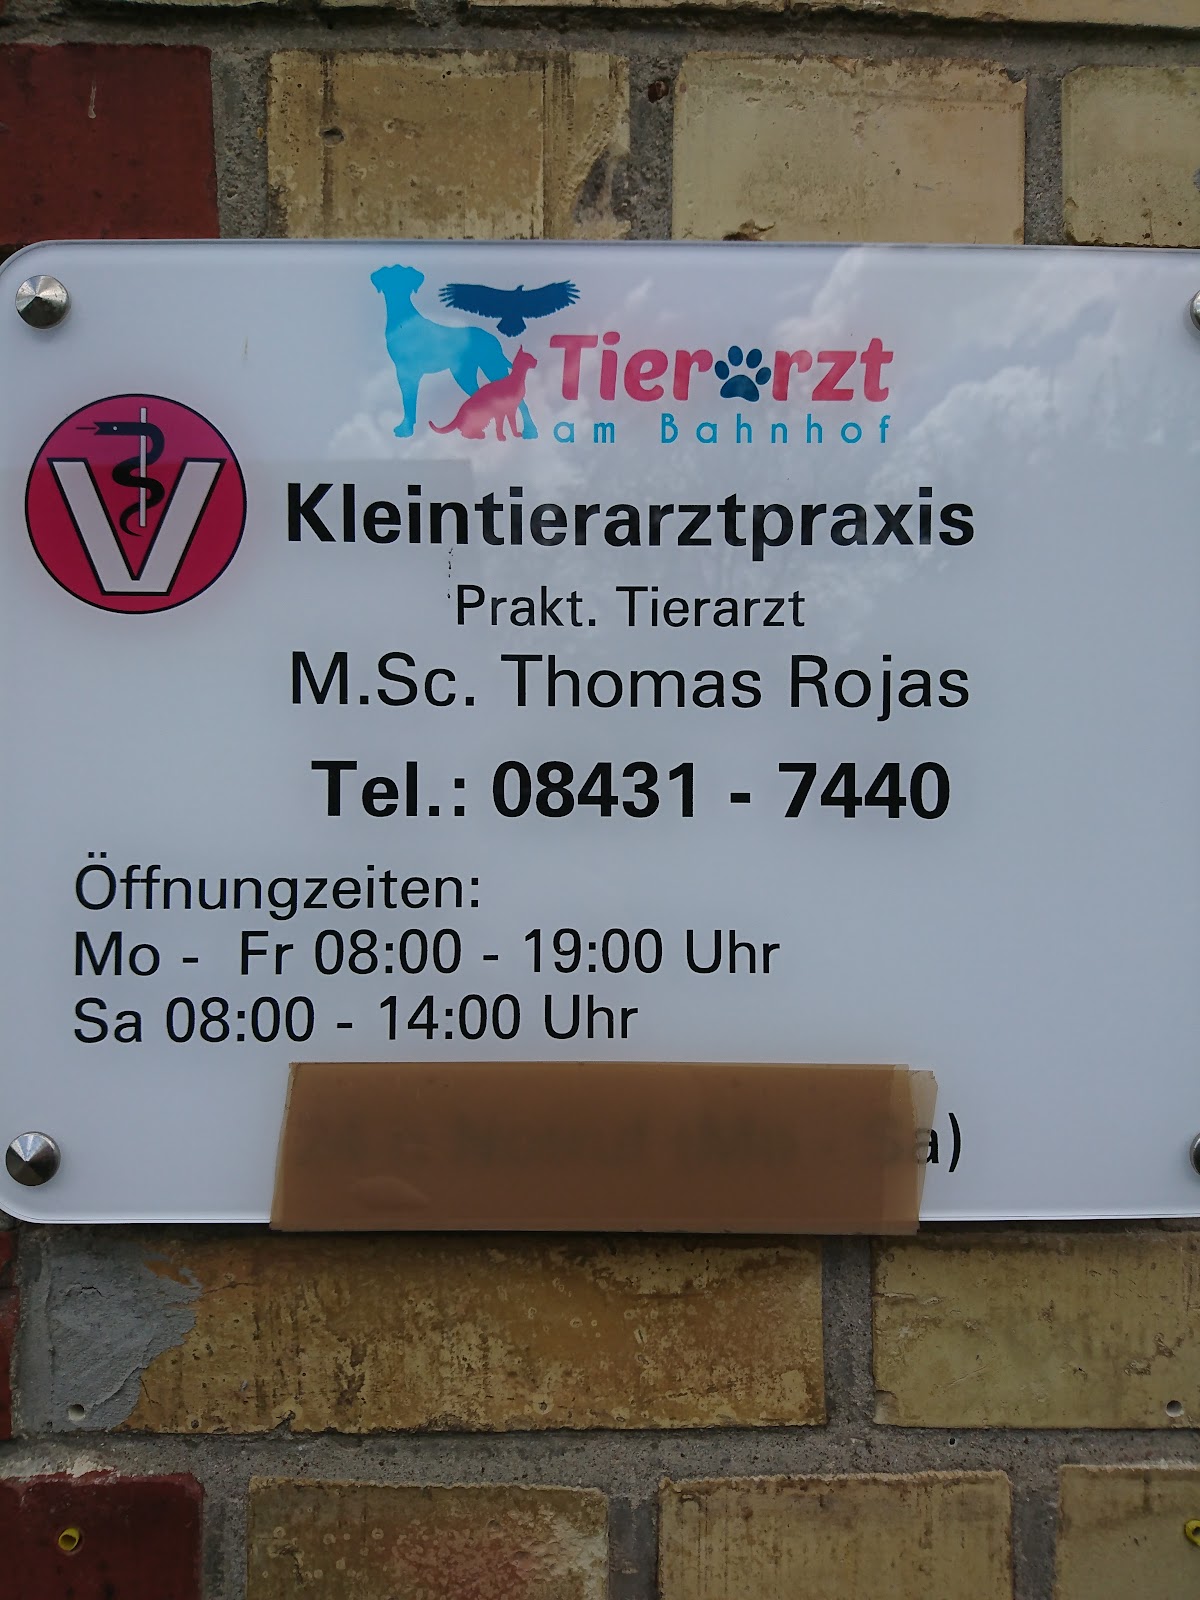 Tierarzt
am Bahnhof
V
Kleintierarztpraxis
Prakt. Tierarzt
M.Sc. Thomas Rojas
Tel.: 08431 - 7440
Öffnungzeiten:
Mo - Fr 08:00 - 19:00 Uhr
Sa 08:00 - 14:00 Uhr